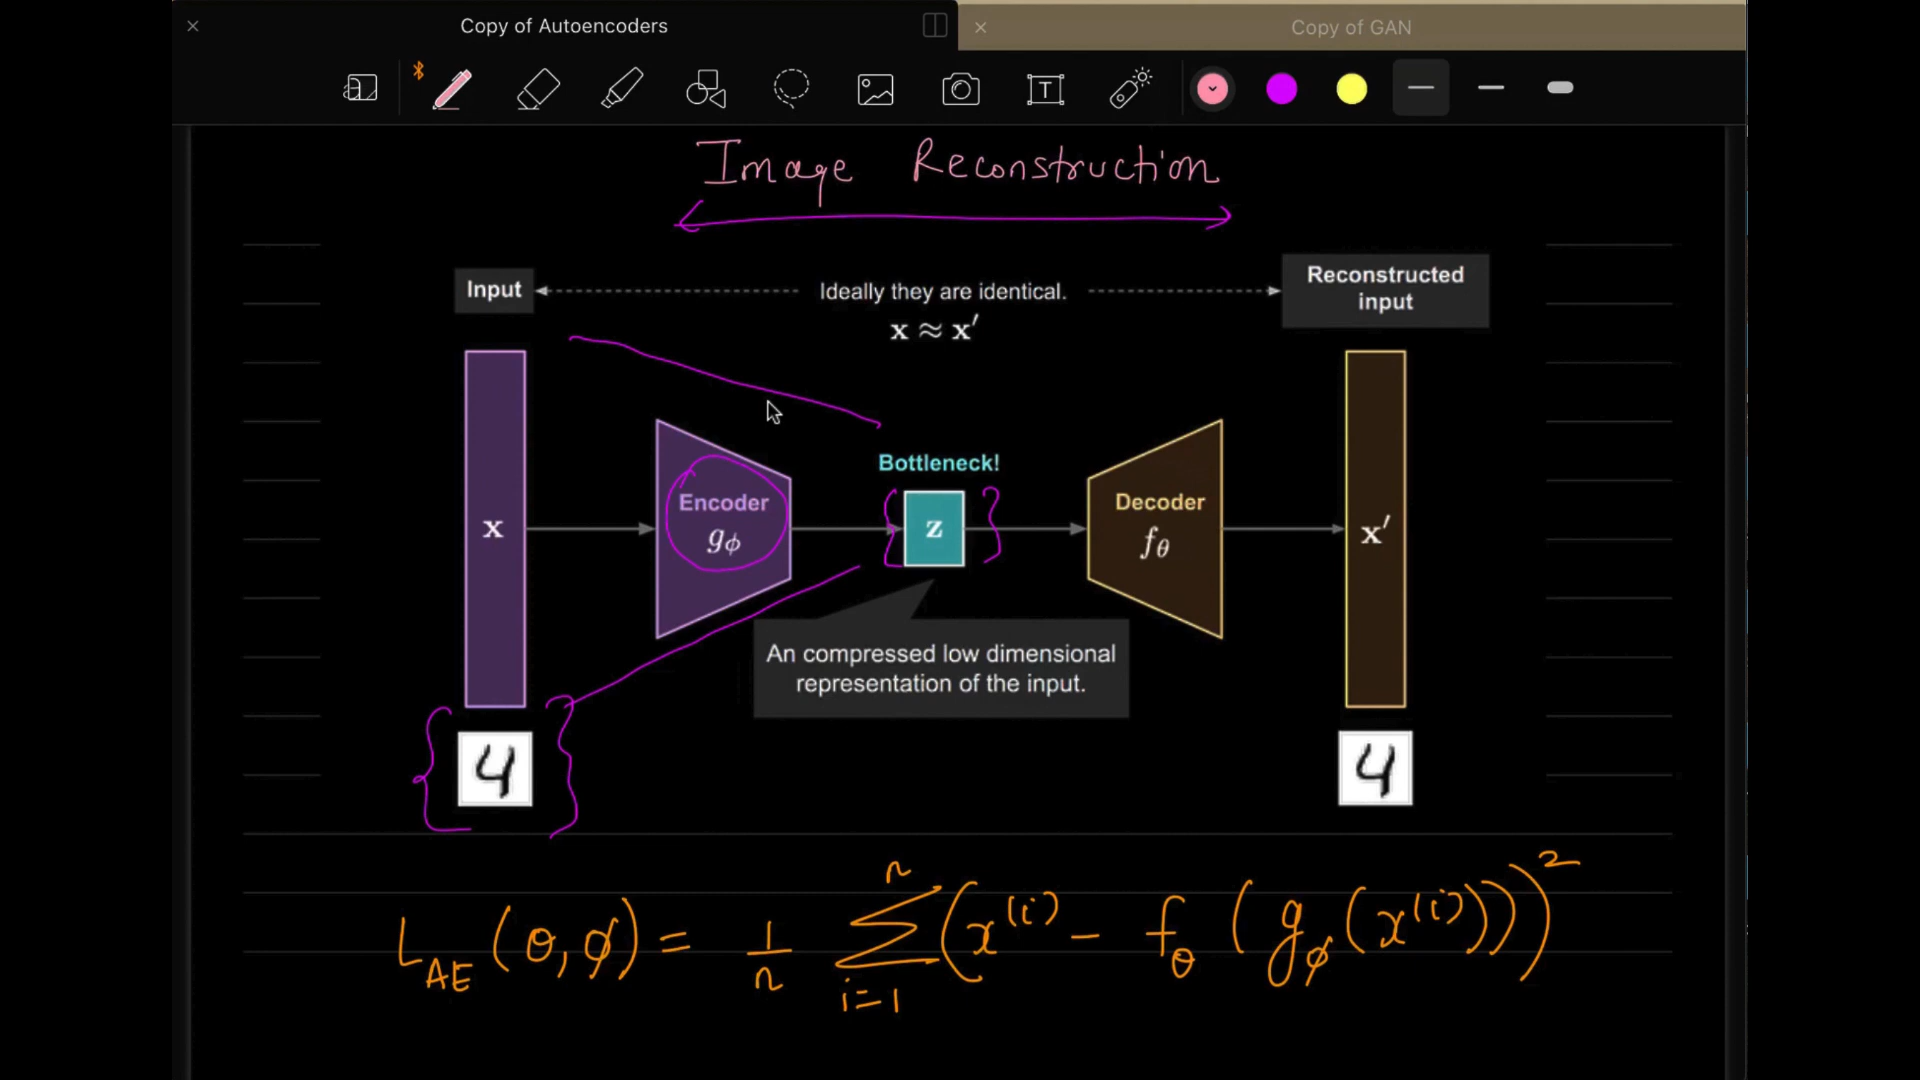 Copy of Autoencoders
Copy of GAN
T
Image Reconstruction
Input
Ideally they are identical.
x ≈ x′
Reconstructed
input
x
Encoder
gϕ
Bottleneck!
z
Decoder
fθ
x′
An compressed low dimensional
representation of the input.
4
4
L_AE (θ, ϕ) = 1/n Σ_{i=1}^{n} (x^(i) − f_θ (g_ϕ(x^(i))))^2